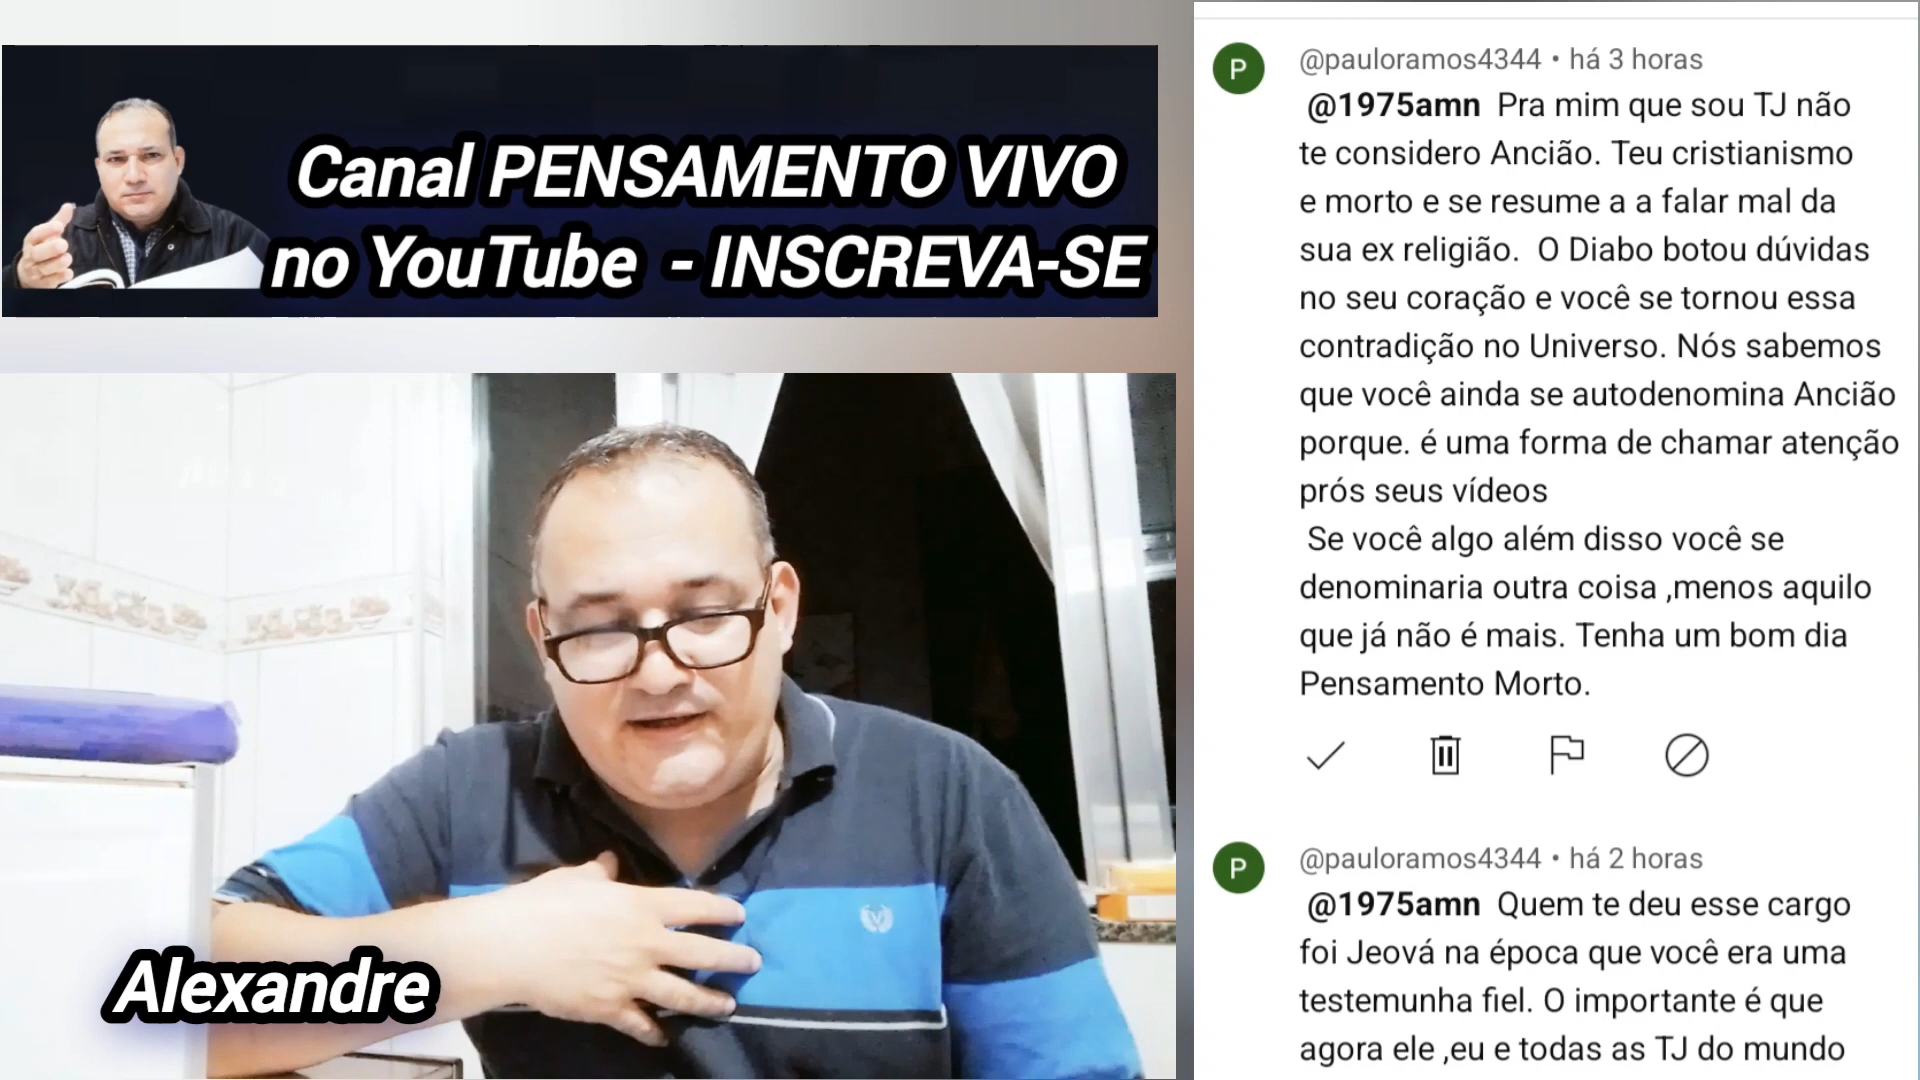 Canal PENSAMENTO VIVO
no YouTube - INSCREVA-SE
Alexandre
P
@pauloramos4344 • há 3 horas
@1975amn Pra mim que sou TJ não
te considero Ancião. Teu cristianismo
e morto e se resume a a falar mal da
sua ex religião. O Diabo botou dúvidas
no seu coração e você se tornou essa
contradição no Universo. Nós sabemos
que você ainda se autodenomina Ancião
porque. é uma forma de chamar atenção
prós seus vídeos
Se você algo além disso você se
denominaria outra coisa ,menos aquilo
que já não é mais. Tenha um bom dia
Pensamento Morto.
P
@pauloramos4344 • há 2 horas
@1975amn Quem te deu esse cargo
foi Jeová na época que você era uma
testemunha fiel. O importante é que
agora ele ,eu e todas as TJ do mundo